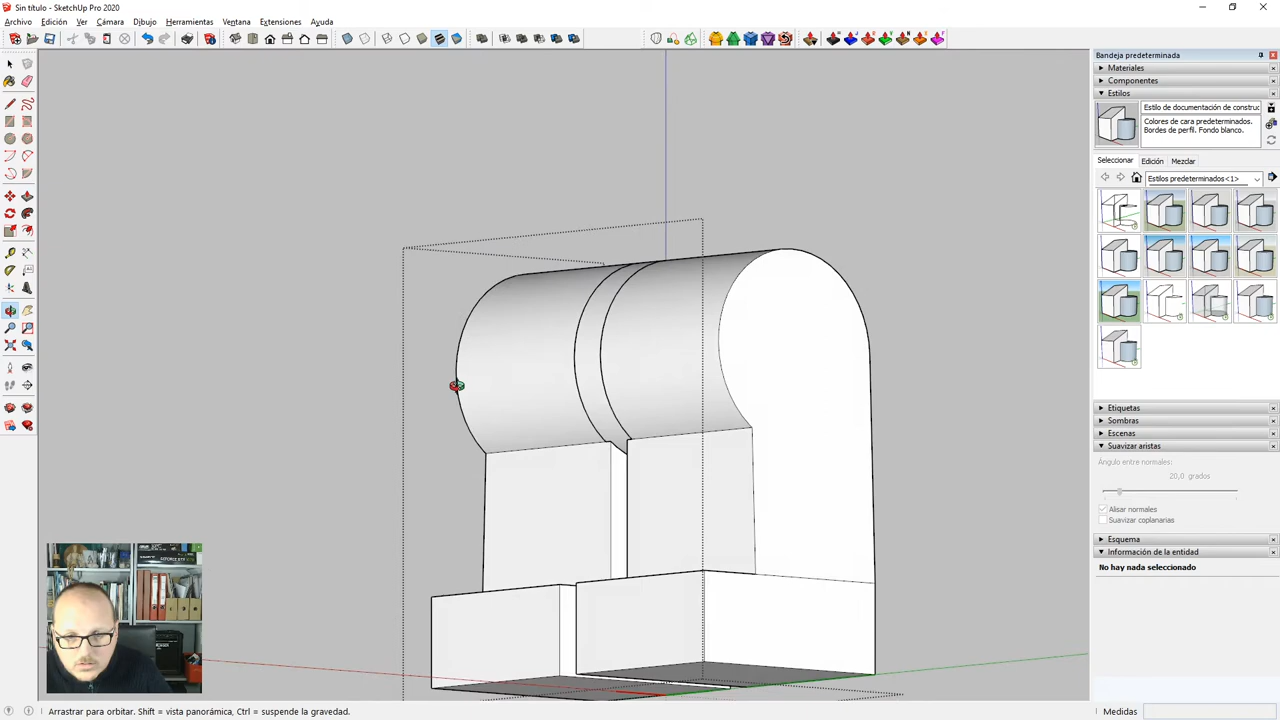 Sin título - SketchUp Pro 2020
Archivo Edición Ver Cámara Dibujo Herramientas Ventana Extensiones Ayuda
Bandeja predeterminada
Materiales
Componentes
Estilos
Estilo de documentación de construc
Colores de cara predeterminados.
Bordes de perfil. Fondo blanco.
Seleccionar Edición Mezclar
Estilos predeterminados<1>
Etiquetas
Sombras
Escenas
Suavizar aristas
Ángulo entre normales:
20,0 grados
Alisar normales
Suavizar coplanarias
Esquema
Información de la entidad
No hay nada seleccionado
Arrastrar para orbitar. Shift = vista panorámica, Ctrl = suspende la gravedad.
Medidas